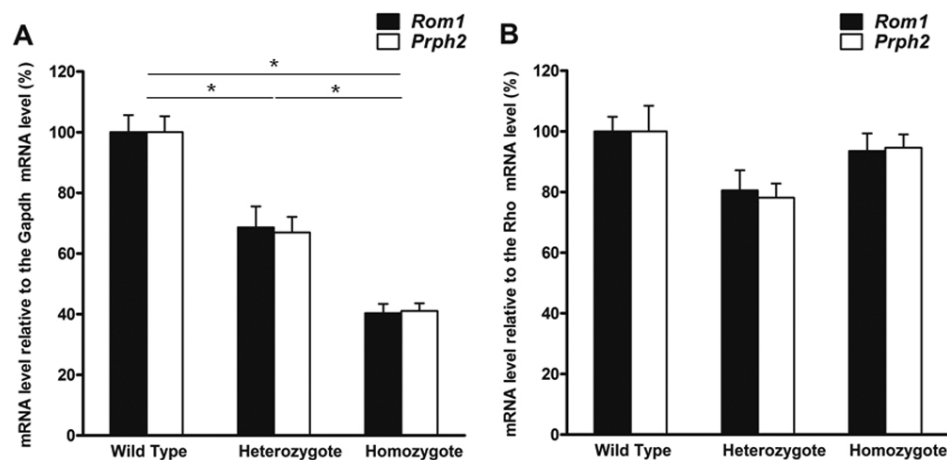 A
Rom1
Prph2
mRNA level relative to the Gapdh mRNA level (%)
120
100
80
60
40
20
0
*
*
*
Wild Type
Heterozygote
Homozygote
B
Rom1
Prph2
mRNA level relative to the Rho mRNA level (%)
120
100
80
60
40
20
0
Wild Type
Heterozygote
Homozygote